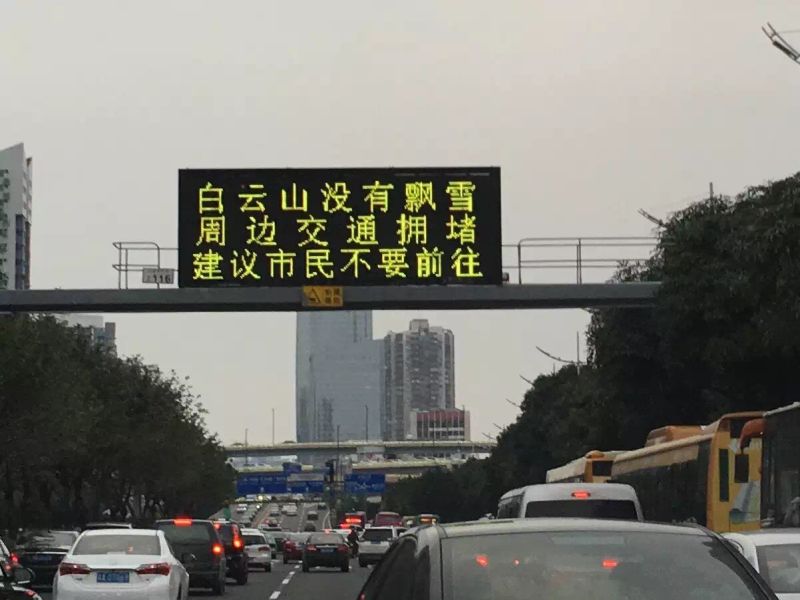 白云山没有飘雪
周边交通拥堵
建议市民不要前往
116